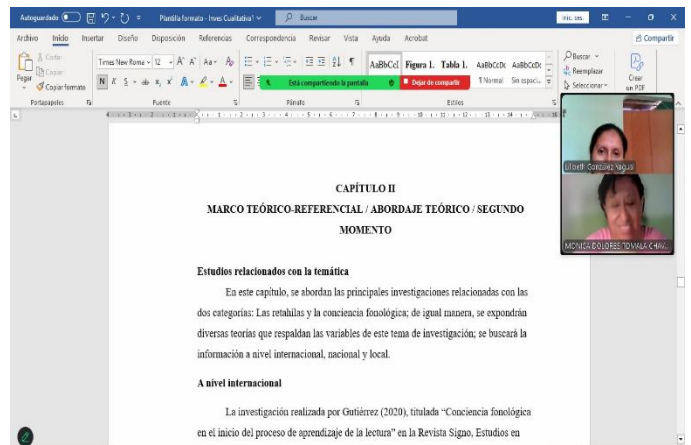 Autoguardado
Plantilla formato - Inves Cualitativa1
Buscar
Inic. ses.
Archivo Inicio Insertar Diseño Disposición Referencias Correspondencia Revisar Vista Ayuda Acrobat
Compartir
Pegar
Cortar
Copiar
Copiar formato
Portapapeles
Times New Roma
12
N K S
Fuente
Párrafo
Está compartiendo la pantalla
Dejar de compartir
AaBbCcI Figura 1. Tabla 1. AaBbCcDc AaBbCcDc
¶ Normal Sin espaci...
Estilos
Buscar
Reemplazar
Seleccionar
Crear
un PDF
Lilibeth González Yagual
MONICA DOLORES TOMALA CHAV...
CAPÍTULO II
MARCO TEÓRICO-REFERENCIAL / ABORDAJE TEÓRICO / SEGUNDO
MOMENTO
Estudios relacionados con la temática
En este capítulo, se abordan las principales investigaciones relacionadas con las
dos categorías: Las retahílas y la conciencia fonológica; de igual manera, se expondrán
diversas teorías que respaldan las variables de este tema de investigación; se buscará la
información a nivel internacional, nacional y local.
A nivel internacional
La investigación realizada por Gutiérrez (2020), titulada “Conciencia fonológica
en el inicio del proceso de aprendizaje de la lectura” en la Revista Signo, Estudios en